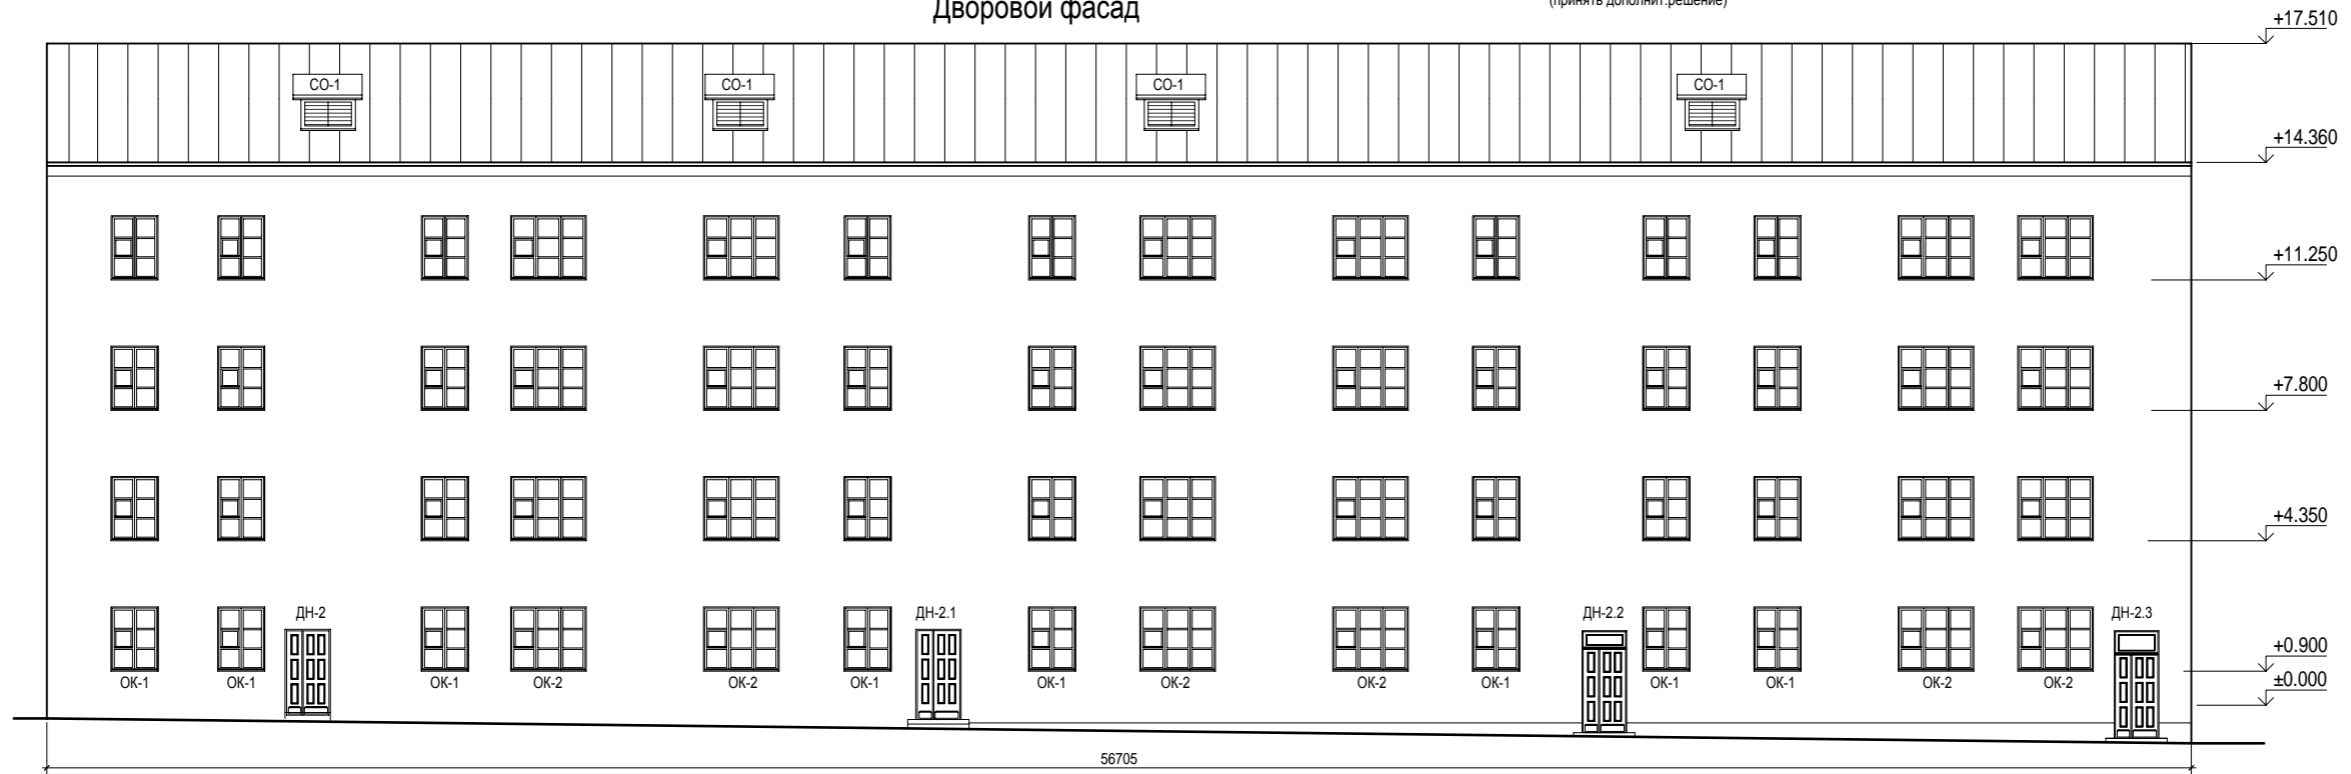 Дворовой фасад
(принять дополнит.решение)
+17.510
СО-1 СО-1 СО-1 СО-1
+14.360
+11.250
+7.800
+4.350
ДН-2 ДН-2.1 ДН-2.2 ДН-2.3
+0.900
ОК-1 ОК-1 ОК-1 ОК-2 ОК-2 ОК-1 ОК-1 ОК-2 ОК-2 ОК-1 ОК-1 ОК-1 ОК-2 ОК-2
±0.000
56705